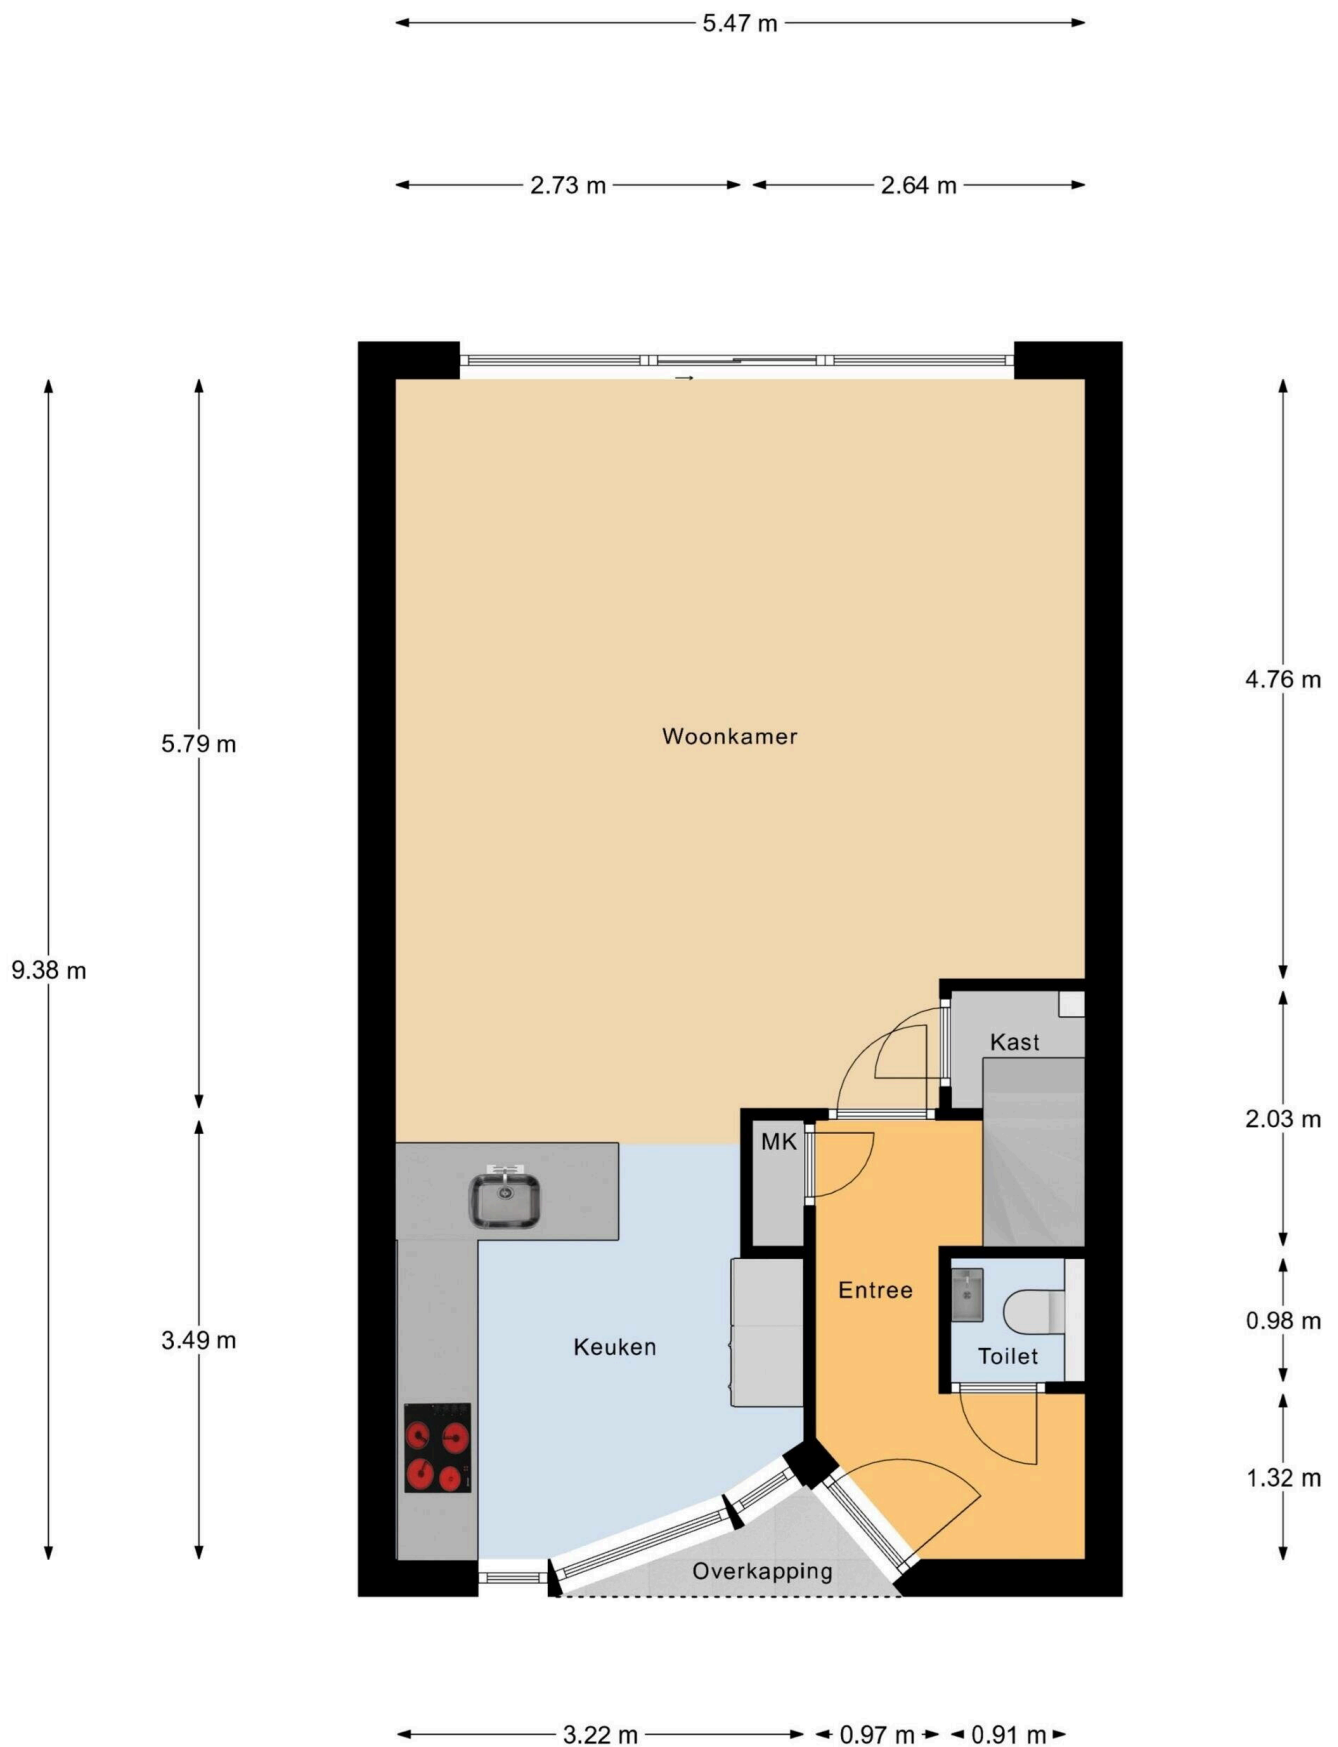 5.47 m
2.73 m
2.64 m
4.76 m
Woonkamer
5.79 m
9.38 m
Kast
2.03 m
MK
Entree
0.98 m
3.49 m
Keuken
Toilet
1.32 m
Overkapping
3.22 m
0.97 m
0.91 m